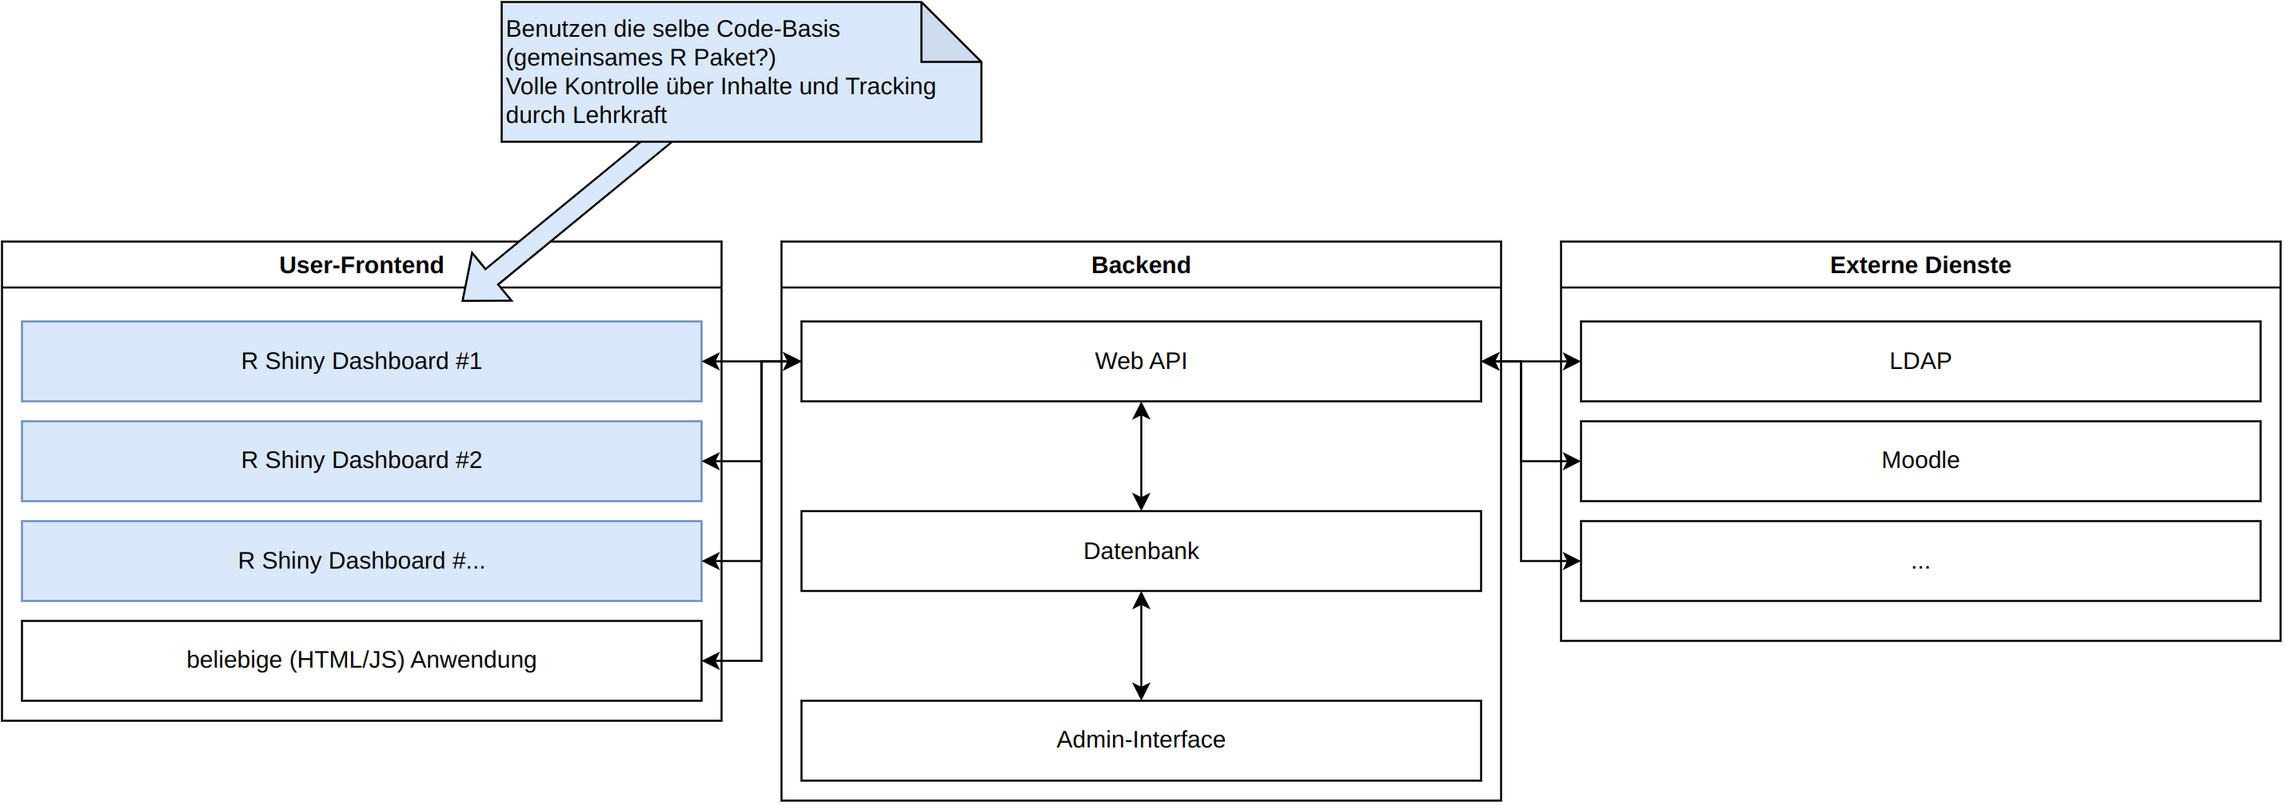 Benutzen die selbe Code-Basis
(gemeinsames R Paket?)
Volle Kontrolle über Inhalte und Tracking
durch Lehrkraft
User-Frontend
R Shiny Dashboard #1
R Shiny Dashboard #2
R Shiny Dashboard #...
beliebige (HTML/JS) Anwendung
Backend
Web API
Datenbank
Admin-Interface
Externe Dienste
LDAP
Moodle
...